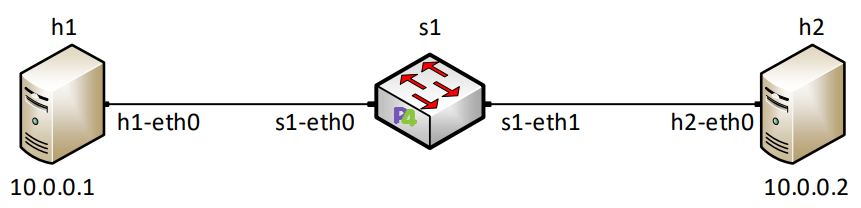 h1
s1
h2
P4
h1-eth0
s1-eth0
s1-eth1
h2-eth0
10.0.0.1
10.0.0.2